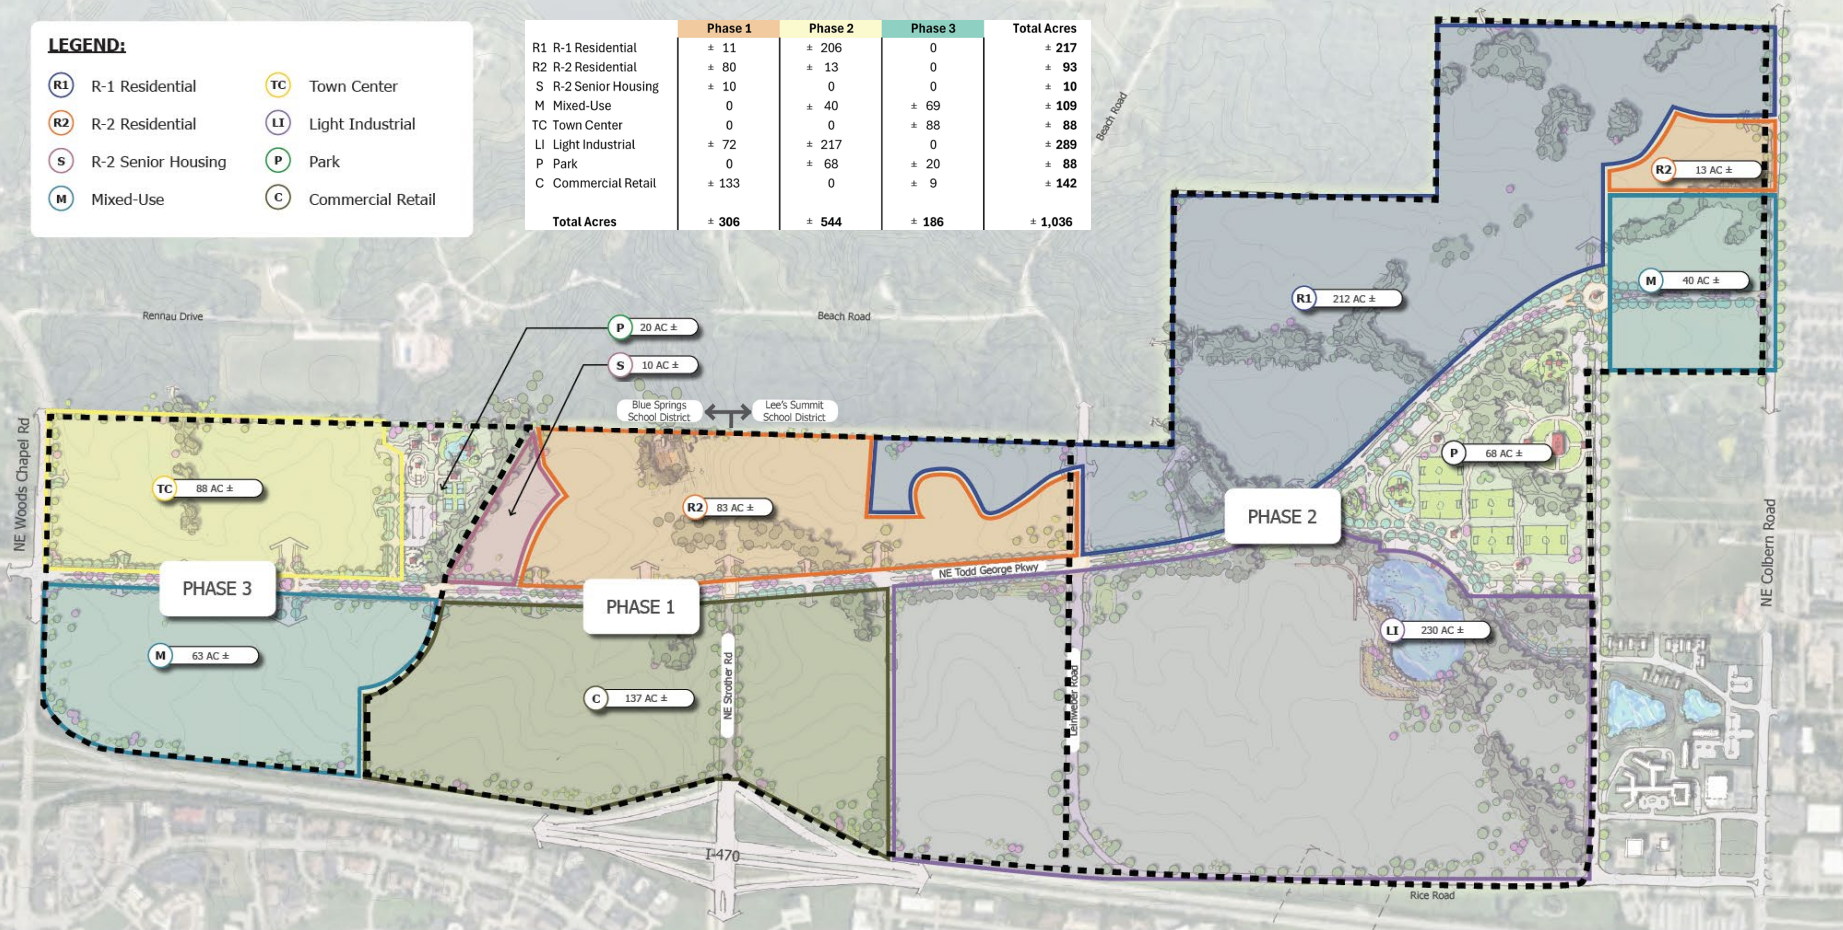 LEGEND:
R1 R-1 Residential
R2 R-2 Residential
S R-2 Senior Housing
M Mixed-Use
TC Town Center
LI Light Industrial
P Park
C Commercial Retail
Phase 1 Phase 2 Phase 3 Total Acres
R1 R-1 Residential ± 11 ± 206 0 ± 217
R2 R-2 Residential ± 80 ± 13 0 ± 93
S R-2 Senior Housing ± 10 0 0 ± 10
M Mixed-Use 0 ± 40 ± 69 ± 109
TC Town Center 0 0 ± 88 ± 88
LI Light Industrial ± 72 ± 217 0 ± 289
P Park 0 ± 68 ± 20 ± 88
C Commercial Retail ± 133 0 ± 9 ± 142
Total Acres ± 306 ± 544 ± 186 ± 1,036
Beach Road
R2 13 AC ±
M 40 AC ±
R1 212 AC ±
Rennau Drive
Beach Road
P 20 AC ±
S 10 AC ±
Blue Springs
School District
Lee's Summit
School District
NE Woods Chapel Rd
TC 88 AC ±
R2 83 AC ±
P 68 AC ±
PHASE 2
NE Colbern Road
NE Todd George Pkwy
PHASE 3
PHASE 1
M 63 AC ±
C 137 AC ±
NE Strother Rd
Leinweber Road
LI 230 AC ±
I-470
Rice Road